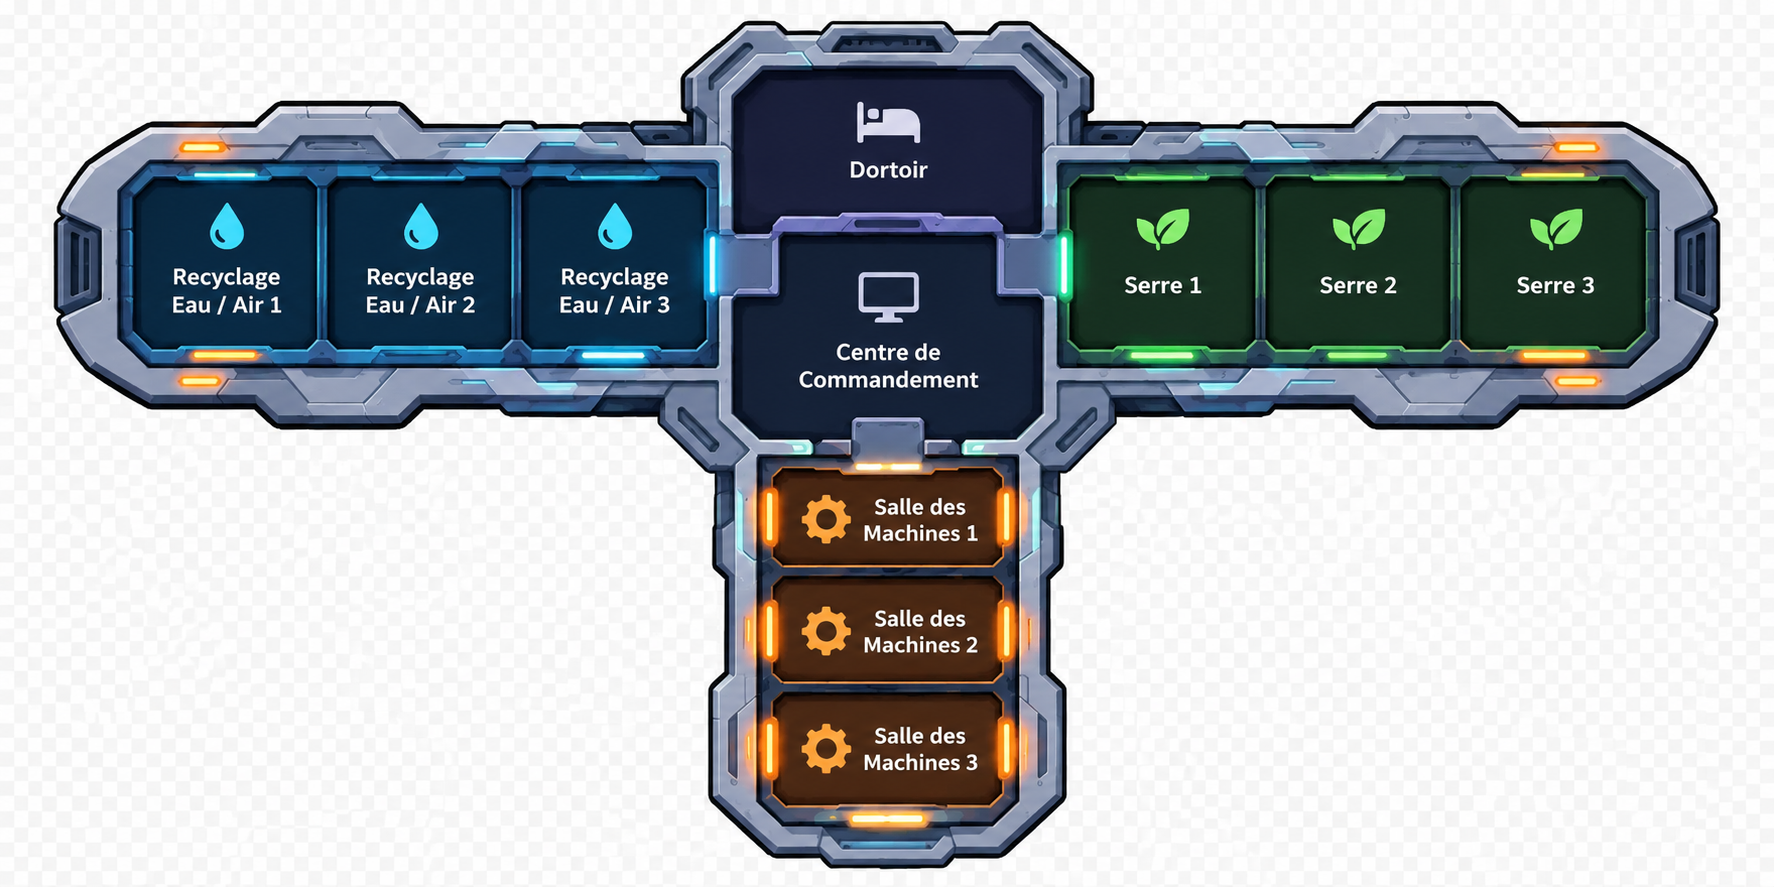 Dortoir
Recyclage
Eau / Air 1
Recyclage
Eau / Air 2
Recyclage
Eau / Air 3
Centre de
Commandement
Serre 1
Serre 2
Serre 3
Salle des
Machines 1
Salle des
Machines 2
Salle des
Machines 3